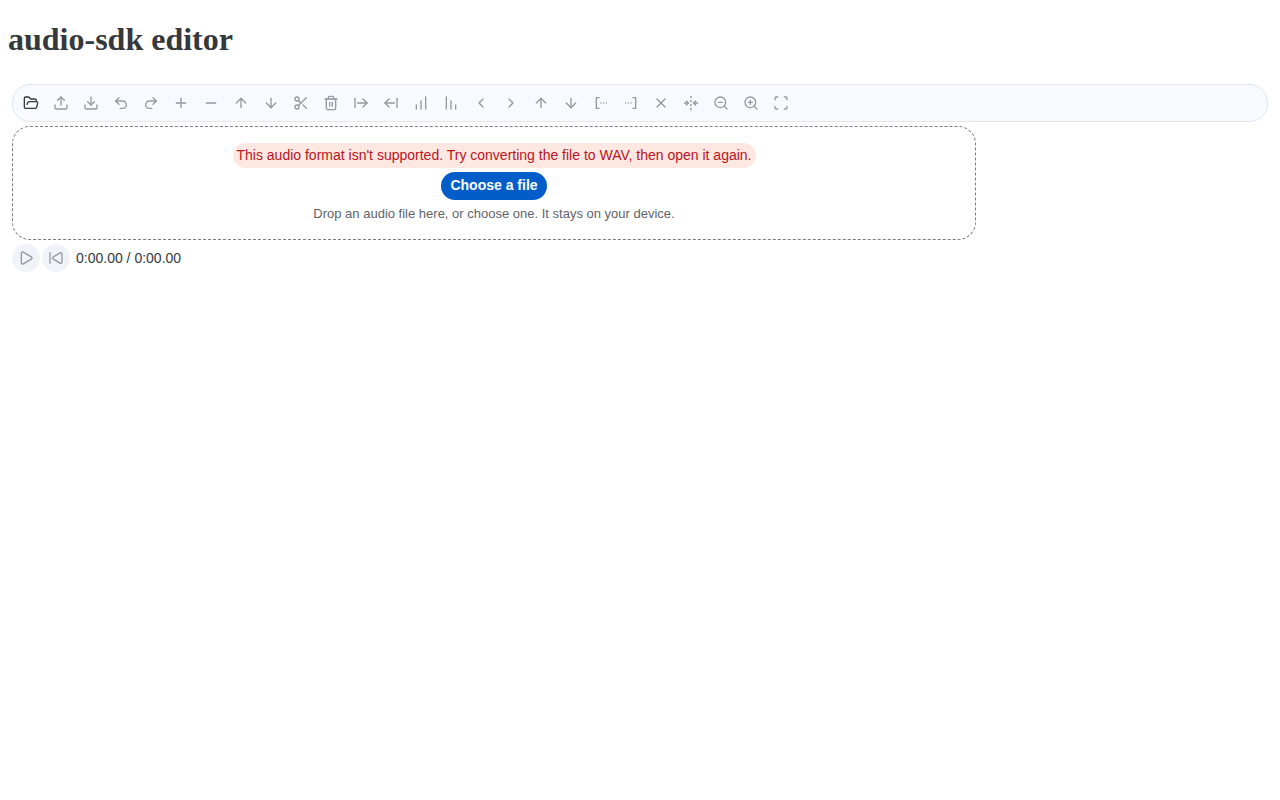 audio-sdk editor
This audio format isn't supported. Try converting the file to WAV, then open it again.
Choose a file
Drop an audio file here, or choose one. It stays on your device.
0:00.00 / 0:00.00